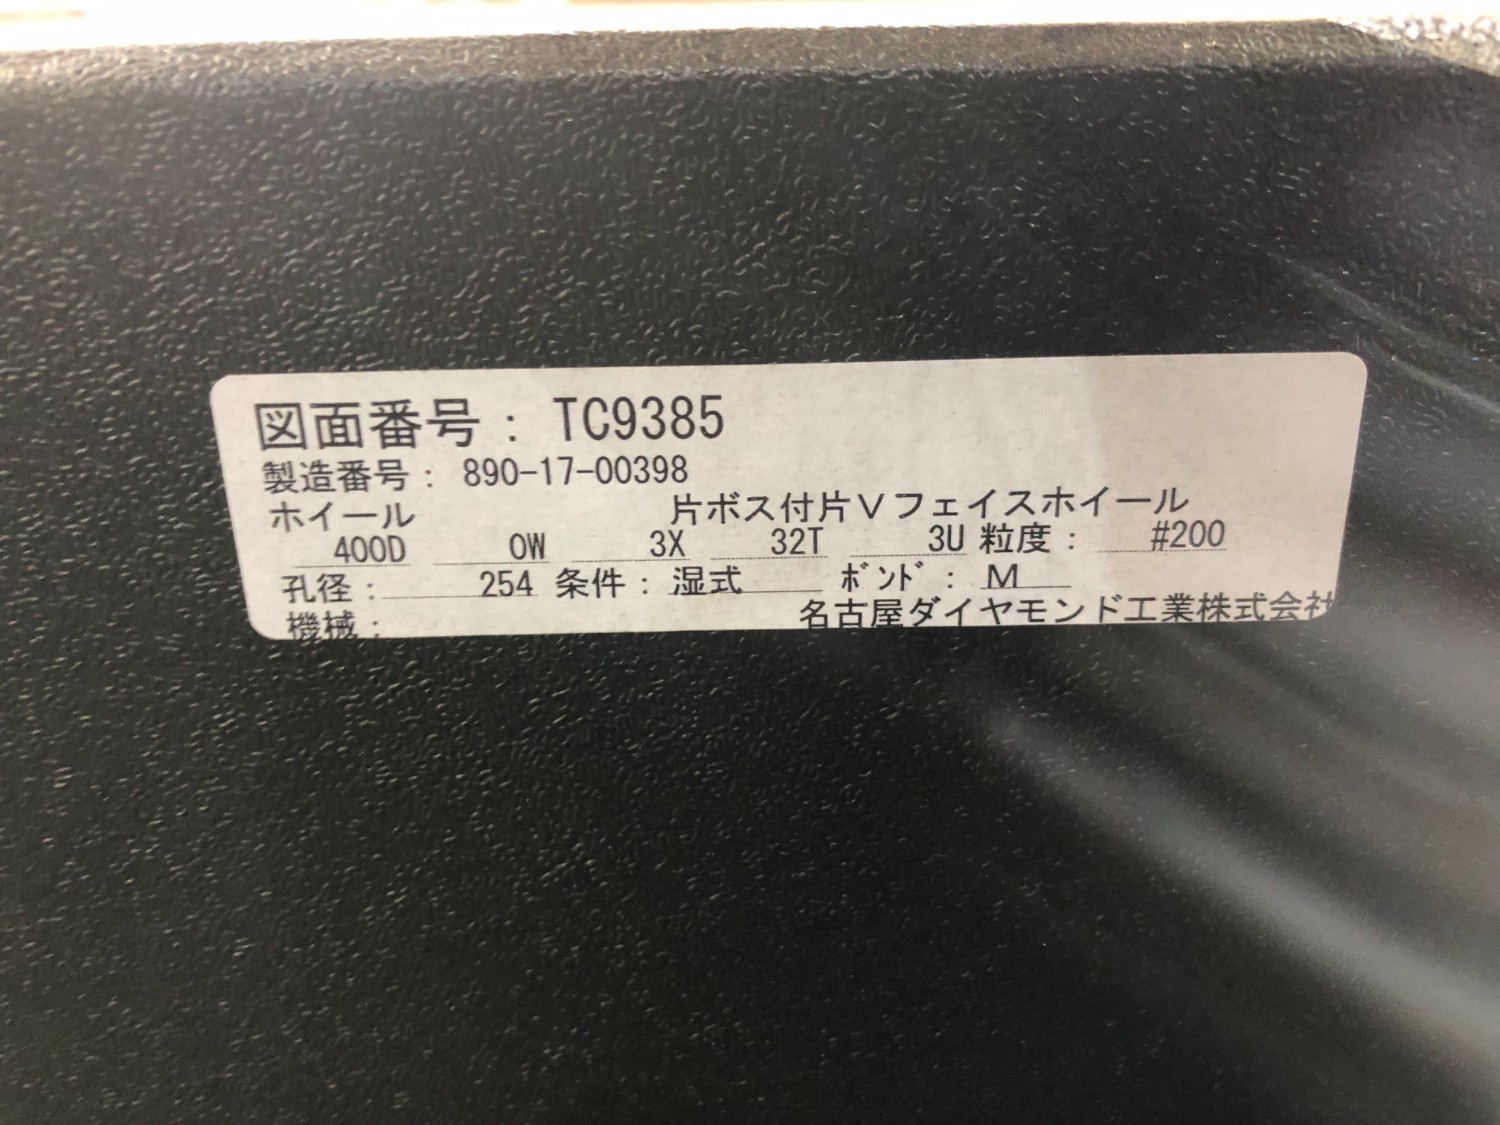 図面番号： TC9385
製造番号： 890-17-00398
ホイール 片ボス付片Vフェイスホイール
400D 0W 3X 32T 3U 粒度： #200
孔径： 254 条件： 湿式 ﾎﾞﾝﾄﾞ： M
機械： 名古屋ダイヤモンド工業株式会社